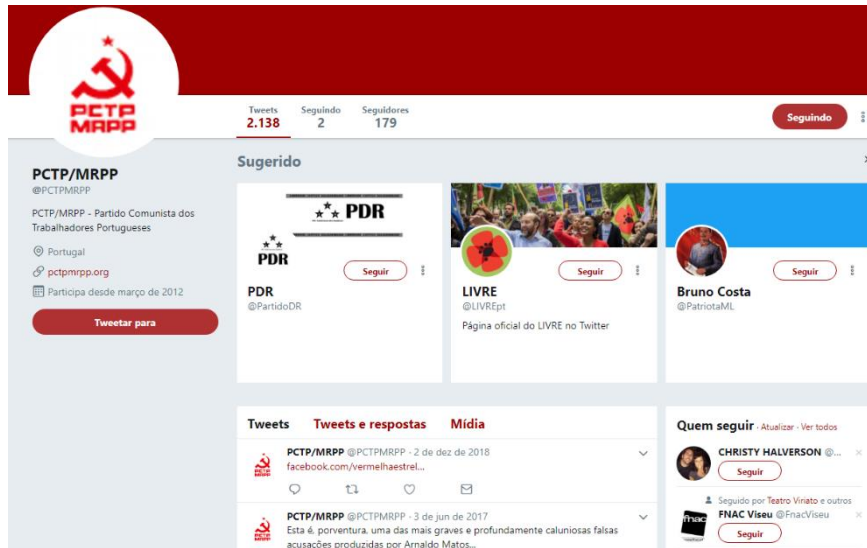 PCTP
MRPP
Tweets Seguindo Seguidores
2.138 2 179
Seguindo
PCTP/MRPP
@PCTPMRPP
PCTP/MRPP - Partido Comunista dos
Trabalhadores Portugueses
Portugal
pctpmrpp.org
Participa desde março de 2012
Tweetar para
Sugerido
PDR
PDR
Seguir
PDR
@PartidoDR
Seguir
LIVRE
@LIVREpt
Página oficial do LIVRE no Twitter
Seguir
Bruno Costa
@PatriotaML
Tweets Tweets e respostas Mídia
PCTP/MRPP @PCTPMRPP · 2 de dez de 2018
facebook.com/vermelhaestrel...
PCTP/MRPP @PCTPMRPP · 3 de jun de 2017
Esta é, porventura, uma das mais graves e profundamente caluniosas falsas
acusações produzidas por Arnaldo Matos...
Quem seguir · Atualizar · Ver todos
CHRISTY HALVERSON @...
Seguir
Seguido por Teatro Viriato e outros
fnac
FNAC Viseu @FnacViseu
Seguir